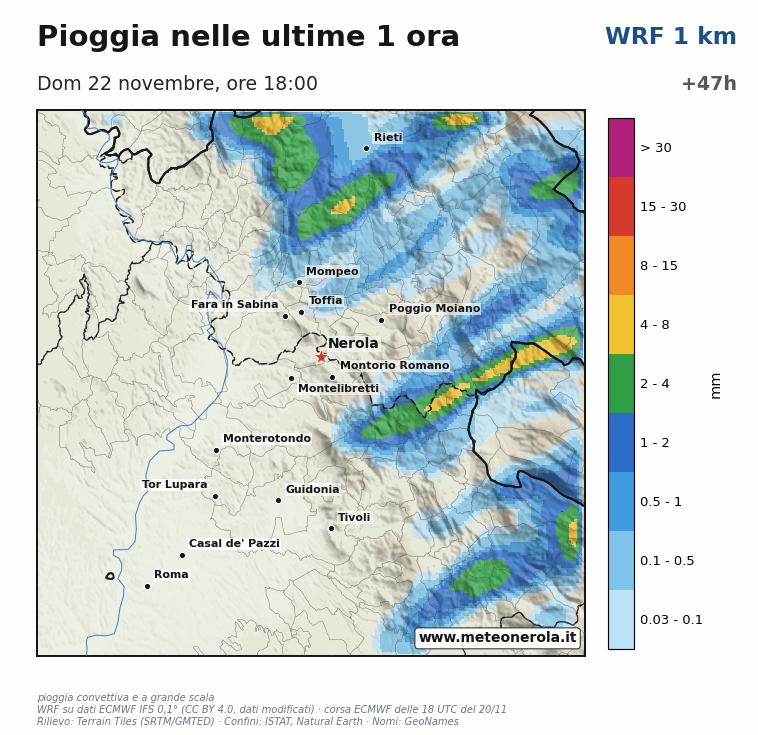 Pioggia nelle ultime 1 ora
WRF 1 km
Dom 22 novembre, ore 18:00
+47h
Rieti
Mompeo
Fara in Sabina
Toffia
Poggio Moiano
Nerola
Montorio Romano
Montelibretti
Monterotondo
Tor Lupara
Guidonia
Tivoli
Casal de' Pazzi
Roma
www.meteonerola.it
> 30
15 - 30
8 - 15
4 - 8
2 - 4
1 - 2
0.5 - 1
0.1 - 0.5
0.03 - 0.1
mm
pioggia convettiva e a grande scala
WRF su dati ECMWF IFS 0,1° (CC BY 4.0, dati modificati) · corsa ECMWF delle 18 UTC del 20/11
Rilievo: Terrain Tiles (SRTM/GMTED) · Confini: ISTAT, Natural Earth · Nomi: GeoNames